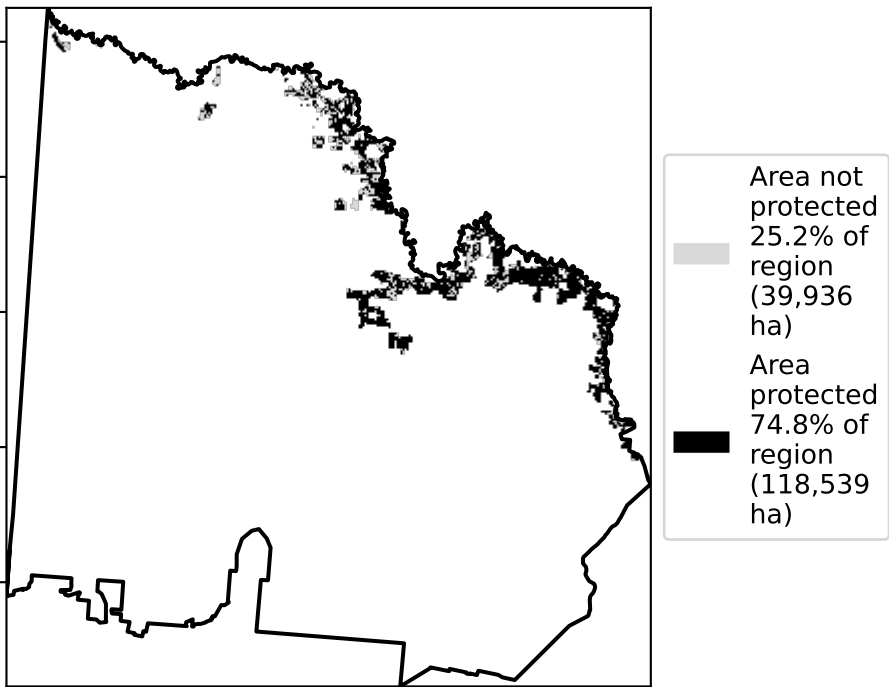 Area not
protected
25.2% of
region
(39,936
ha)
Area
protected
74.8% of
region
(118,539
ha)